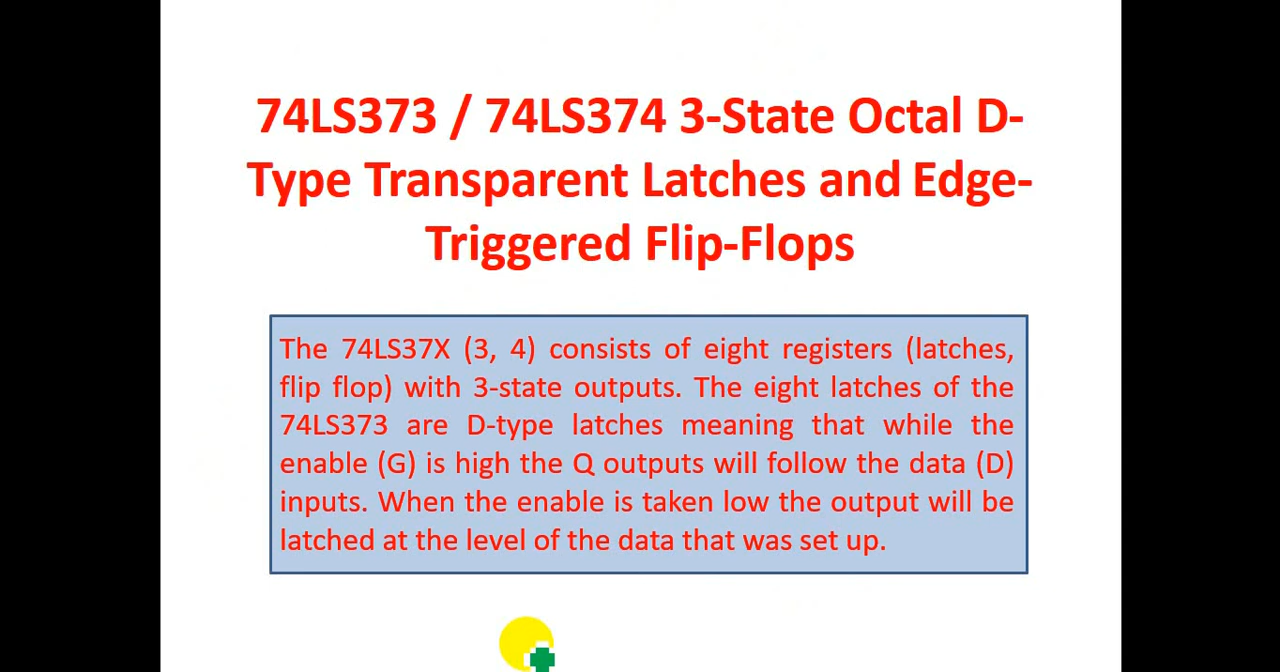 74LS373 / 74LS374 3-State Octal D-
Type Transparent Latches and Edge-
Triggered Flip-Flops
The 74LS37X (3, 4) consists of eight registers (latches,
flip flop) with 3-state outputs. The eight latches of the
74LS373 are D-type latches meaning that while the
enable (G) is high the Q outputs will follow the data (D)
inputs. When the enable is taken low the output will be
latched at the level of the data that was set up.